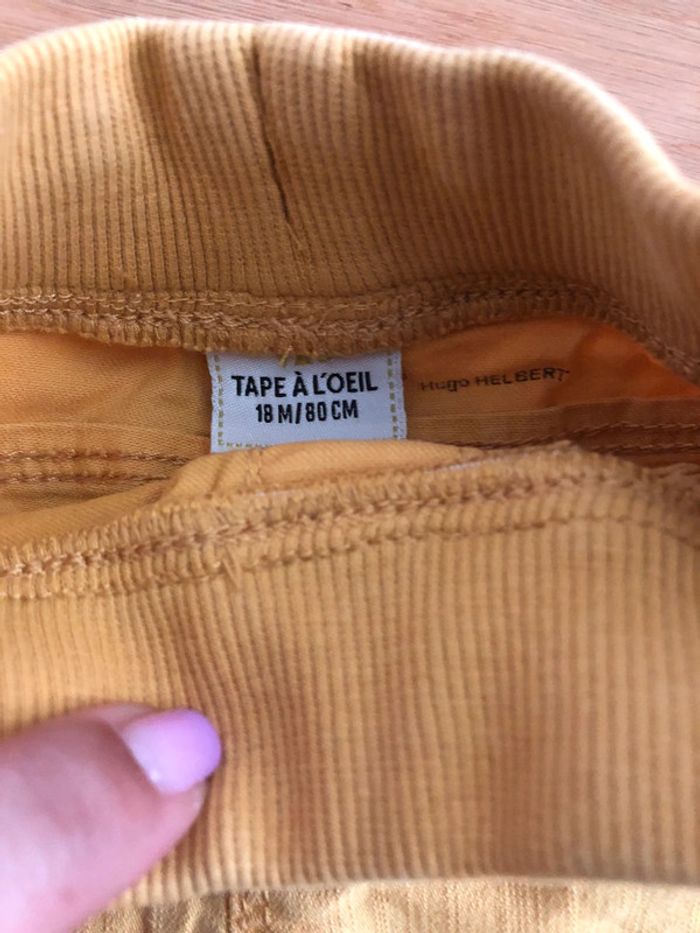 TAPE À L'OEIL
18 M/80 CM
Hugo HELBERT